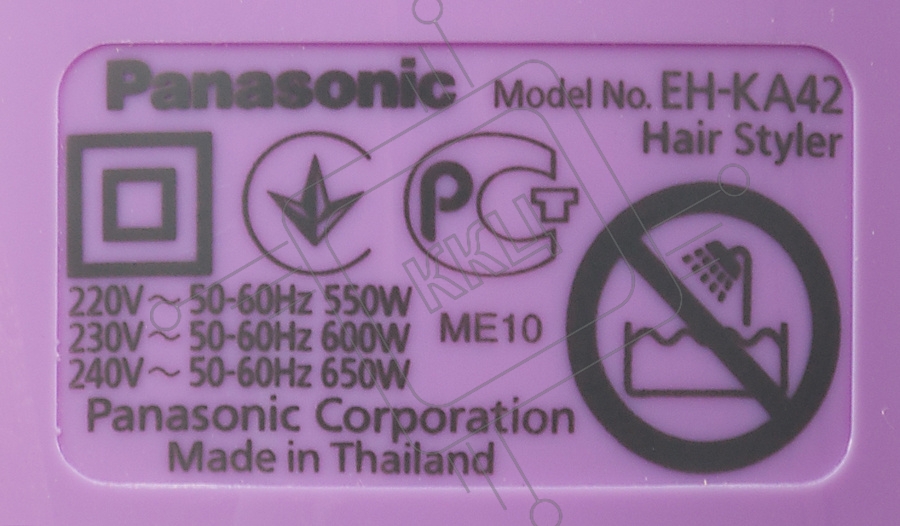 Panasonic Model No. EH-KA42
Hair Styler
PCT
220V ~ 50-60Hz 550W
230V ~ 50-60Hz 600W
240V ~ 50-60Hz 650W
ME10
Panasonic Corporation
Made in Thailand